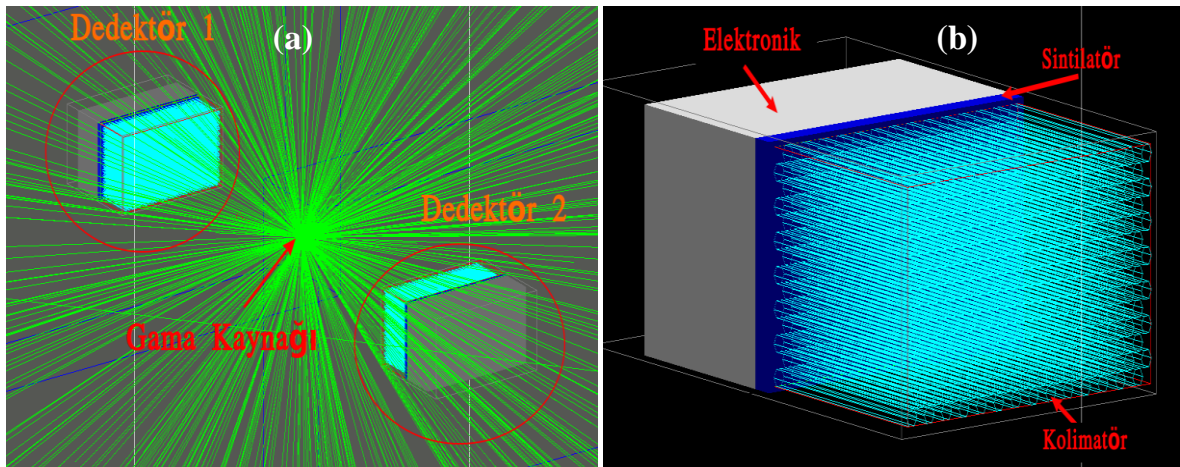 Dedektör 1
(a)
Dedektör 2
Gama Kaynağı
Elektronik
(b)
Sintilatör
Kolimatör